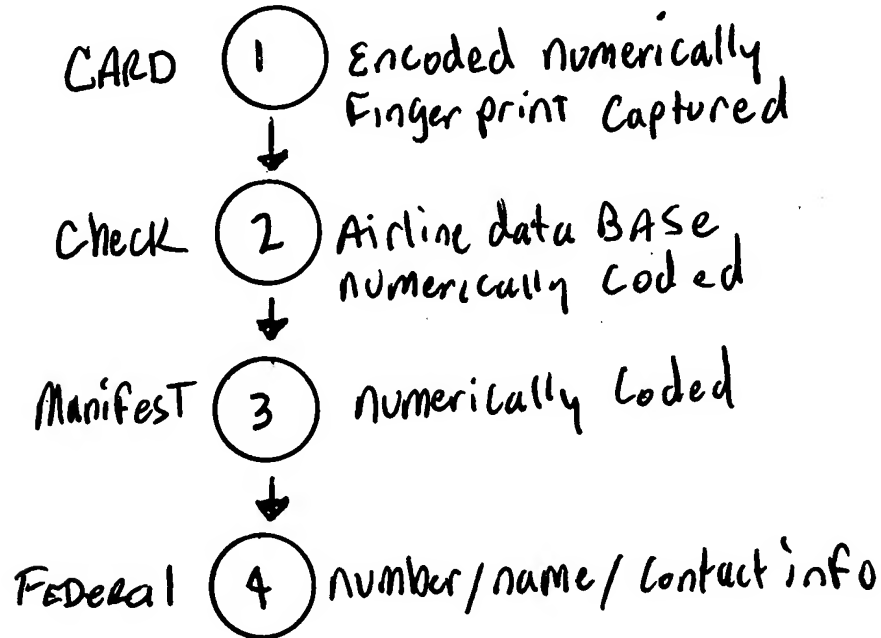 CARD 1 Encoded numerically
Finger print Captured
Check 2 Airline data BASE
numerically coded
ManifesT 3 numerically Coded
FEDeRal 4 number/name/contact info